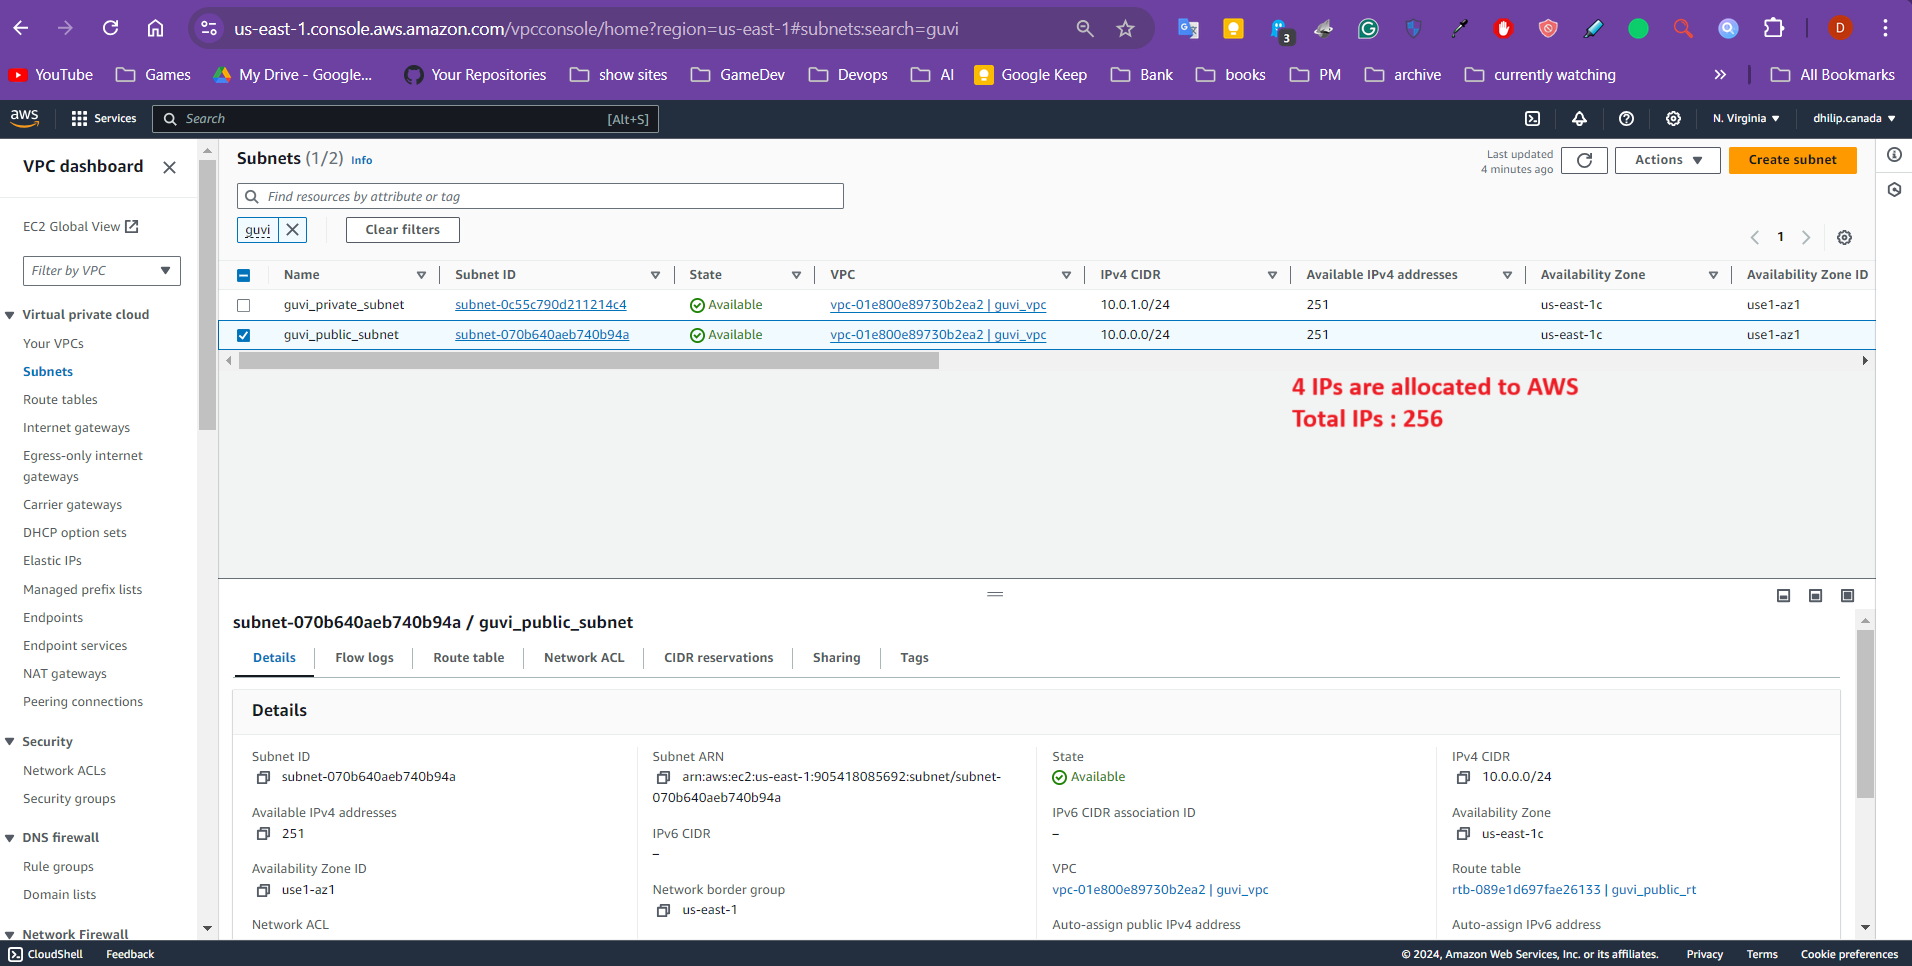 us-east-1.console.aws.amazon.com/vpcconsole/home?region=us-east-1#subnets:search=guvi
3
D
YouTube Games My Drive - Google... Your Repositories show sites GameDev Devops AI Google Keep Bank books PM archive currently watching » All Bookmarks
aws Services Search [Alt+S] N. Virginia dhilip.canada
VPC dashboard
EC2 Global View
Filter by VPC
Virtual private cloud
Your VPCs
Subnets
Route tables
Internet gateways
Egress-only internet
gateways
Carrier gateways
DHCP option sets
Elastic IPs
Managed prefix lists
Endpoints
Endpoint services
NAT gateways
Peering connections
Security
Network ACLs
Security groups
DNS firewall
Rule groups
Domain lists
Network Firewall
Subnets (1/2) Info
Last updated
4 minutes ago
Actions
Create subnet
Find resources by attribute or tag
guvi
Clear filters
1
Name Subnet ID State VPC IPv4 CIDR Available IPv4 addresses Availability Zone Availability Zone ID
guvi_private_subnet subnet-0c55c790d211214c4 Available vpc-01e800e89730b2ea2 | guvi_vpc 10.0.1.0/24 251 us-east-1c use1-az1
guvi_public_subnet subnet-070b640aeb740b94a Available vpc-01e800e89730b2ea2 | guvi_vpc 10.0.0.0/24 251 us-east-1c use1-az1
4 IPs are allocated to AWS
Total IPs : 256
subnet-070b640aeb740b94a / guvi_public_subnet
Details Flow logs Route table Network ACL CIDR reservations Sharing Tags
Details
Subnet ID
subnet-070b640aeb740b94a
Available IPv4 addresses
251
Availability Zone ID
use1-az1
Network ACL
Subnet ARN
arn:aws:ec2:us-east-1:905418085692:subnet/subnet-
070b640aeb740b94a
IPv6 CIDR
–
Network border group
us-east-1
State
Available
IPv6 CIDR association ID
–
VPC
vpc-01e800e89730b2ea2 | guvi_vpc
Auto-assign public IPv4 address
IPv4 CIDR
10.0.0.0/24
Availability Zone
us-east-1c
Route table
rtb-089e1d697fae26133 | guvi_public_rt
Auto-assign IPv6 address
CloudShell Feedback © 2024, Amazon Web Services, Inc. or its affiliates. Privacy Terms Cookie preferences